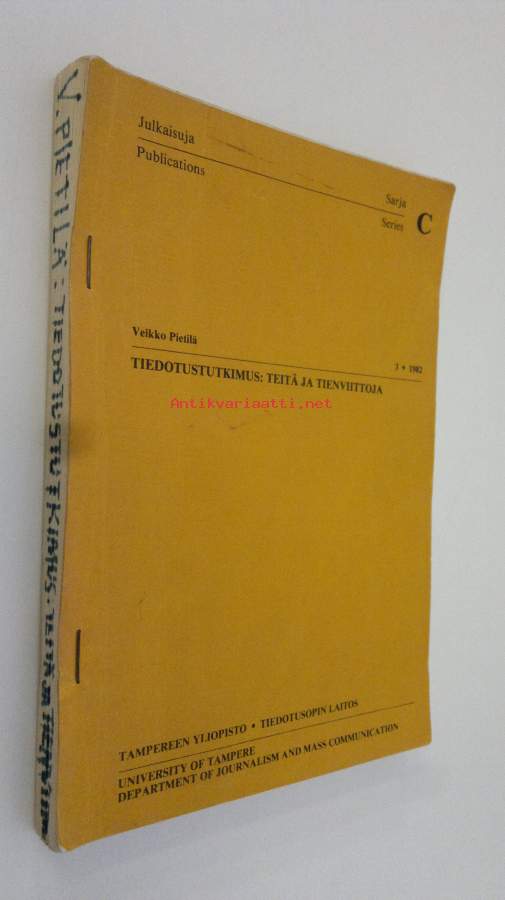 V. PIETILÄ: TIEDOTUSTUTKIMUS: TEITÄ JA
Julkaisuja
Publications
Sarja
Series C
Veikko Pietilä
3 • 1982
TIEDOTUSTUTKIMUS: TEITÄ JA TIENVIITTOJA
Antikvariaatti.net
TAMPEREEN YLIOPISTO • TIEDOTUSOPIN LAITOS
UNIVERSITY OF TAMPERE
DEPARTMENT OF JOURNALISM AND MASS COMMUNICATION